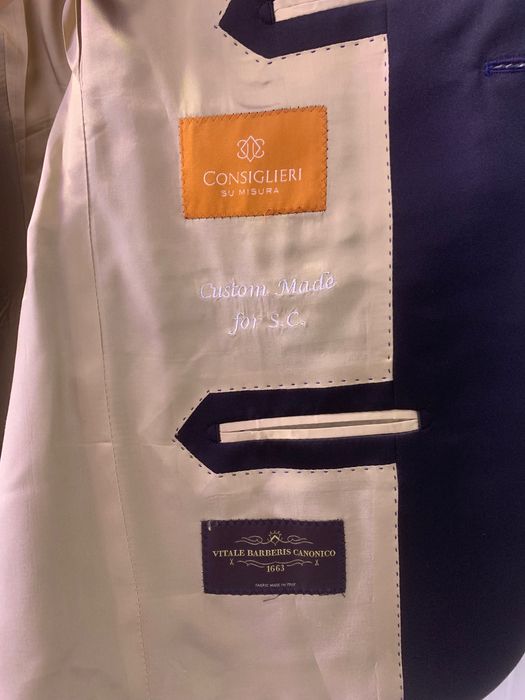 CONSIGLIERI
SU MISURA
Custom Made
for S.C.
VITALE BARBERIS CANONICO
1663
FABRIC MADE IN ITALY